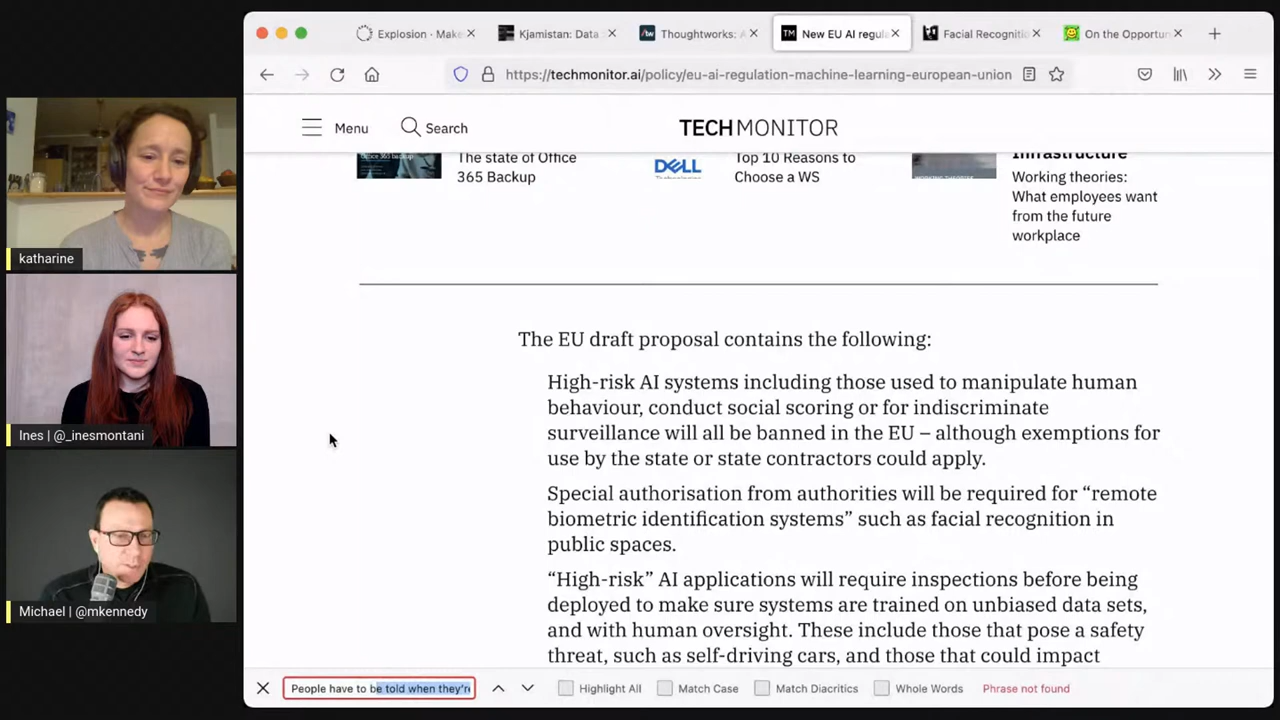 Explosion · Make
Kjamistan: Data
Thoughtworks: A
New EU AI regula
Facial Recogniti
On the Opportun
https://techmonitor.ai/policy/eu-ai-regulation-machine-learning-european-union
Menu
Search
TECHMONITOR
Office 365 Backup
The state of Office
365 Backup
DELL
Technologies
Top 10 Reasons to
Choose a WS
WORKING THEORIES
Infrastructure
Working theories:
What employees want
from the future
workplace
The EU draft proposal contains the following:
High-risk AI systems including those used to manipulate human
behaviour, conduct social scoring or for indiscriminate
surveillance will all be banned in the EU – although exemptions for
use by the state or state contractors could apply.
Special authorisation from authorities will be required for “remote
biometric identification systems” such as facial recognition in
public spaces.
“High-risk” AI applications will require inspections before being
deployed to make sure systems are trained on unbiased data sets,
and with human oversight. These include those that pose a safety
threat, such as self-driving cars, and those that could impact
People have to be told when they're
Highlight All
Match Case
Match Diacritics
Whole Words
Phrase not found
katharine
Ines | @_inesmontani
Michael | @mkennedy